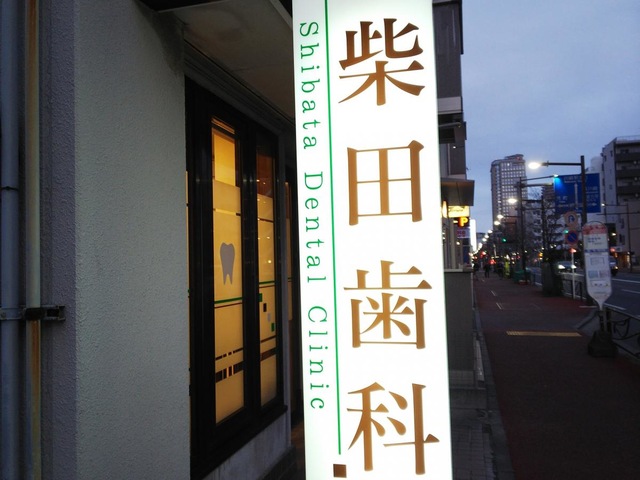 柴田歯科
Shibata Dental Clinic
P